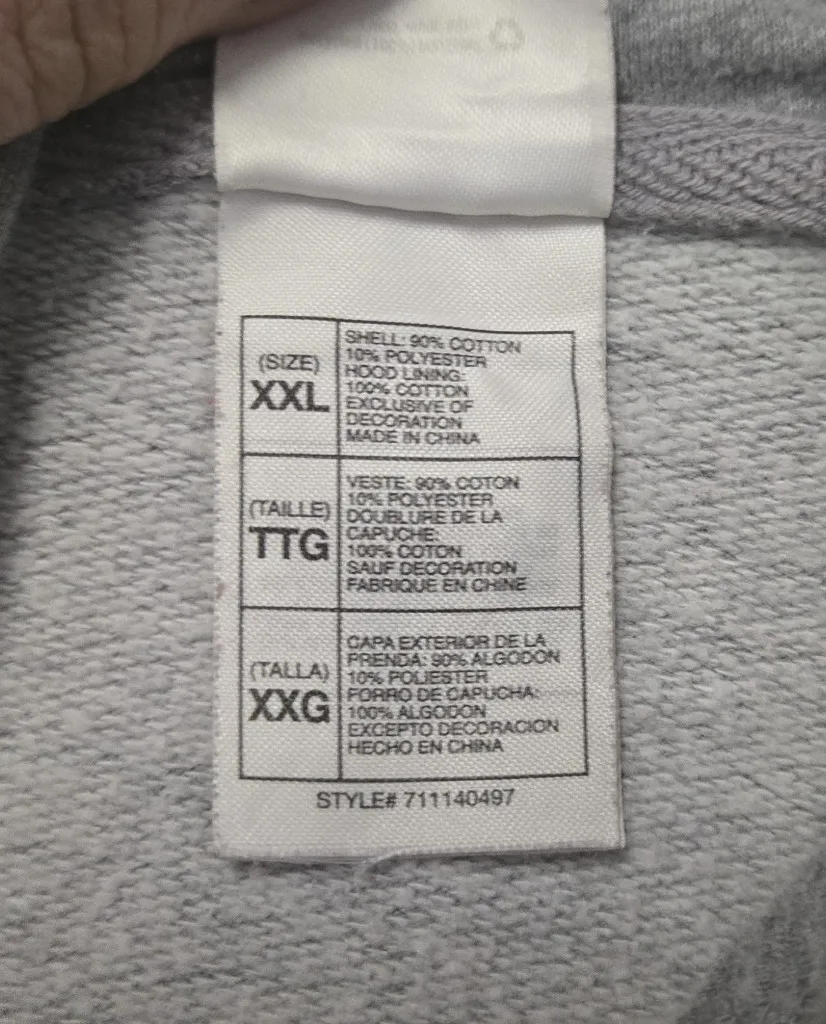 (SIZE)
XXL
SHELL: 90% COTTON
10% POLYESTER
HOOD LINING:
100% COTTON
EXCLUSIVE OF
DECORATION
MADE IN CHINA
(TAILLE)
TTG
VESTE: 90% COTON
10% POLYESTER
DOUBLURE DE LA
CAPUCHE:
100% COTON
SAUF DECORATION
FABRIQUE EN CHINE
(TALLA)
XXG
CAPA EXTERIOR DE LA
PRENDA: 90% ALGODON
10% POLIESTER
FORRO DE CAPUCHA:
100% ALGODON
EXCEPTO DECORACION
HECHO EN CHINA
STYLE# 711140497